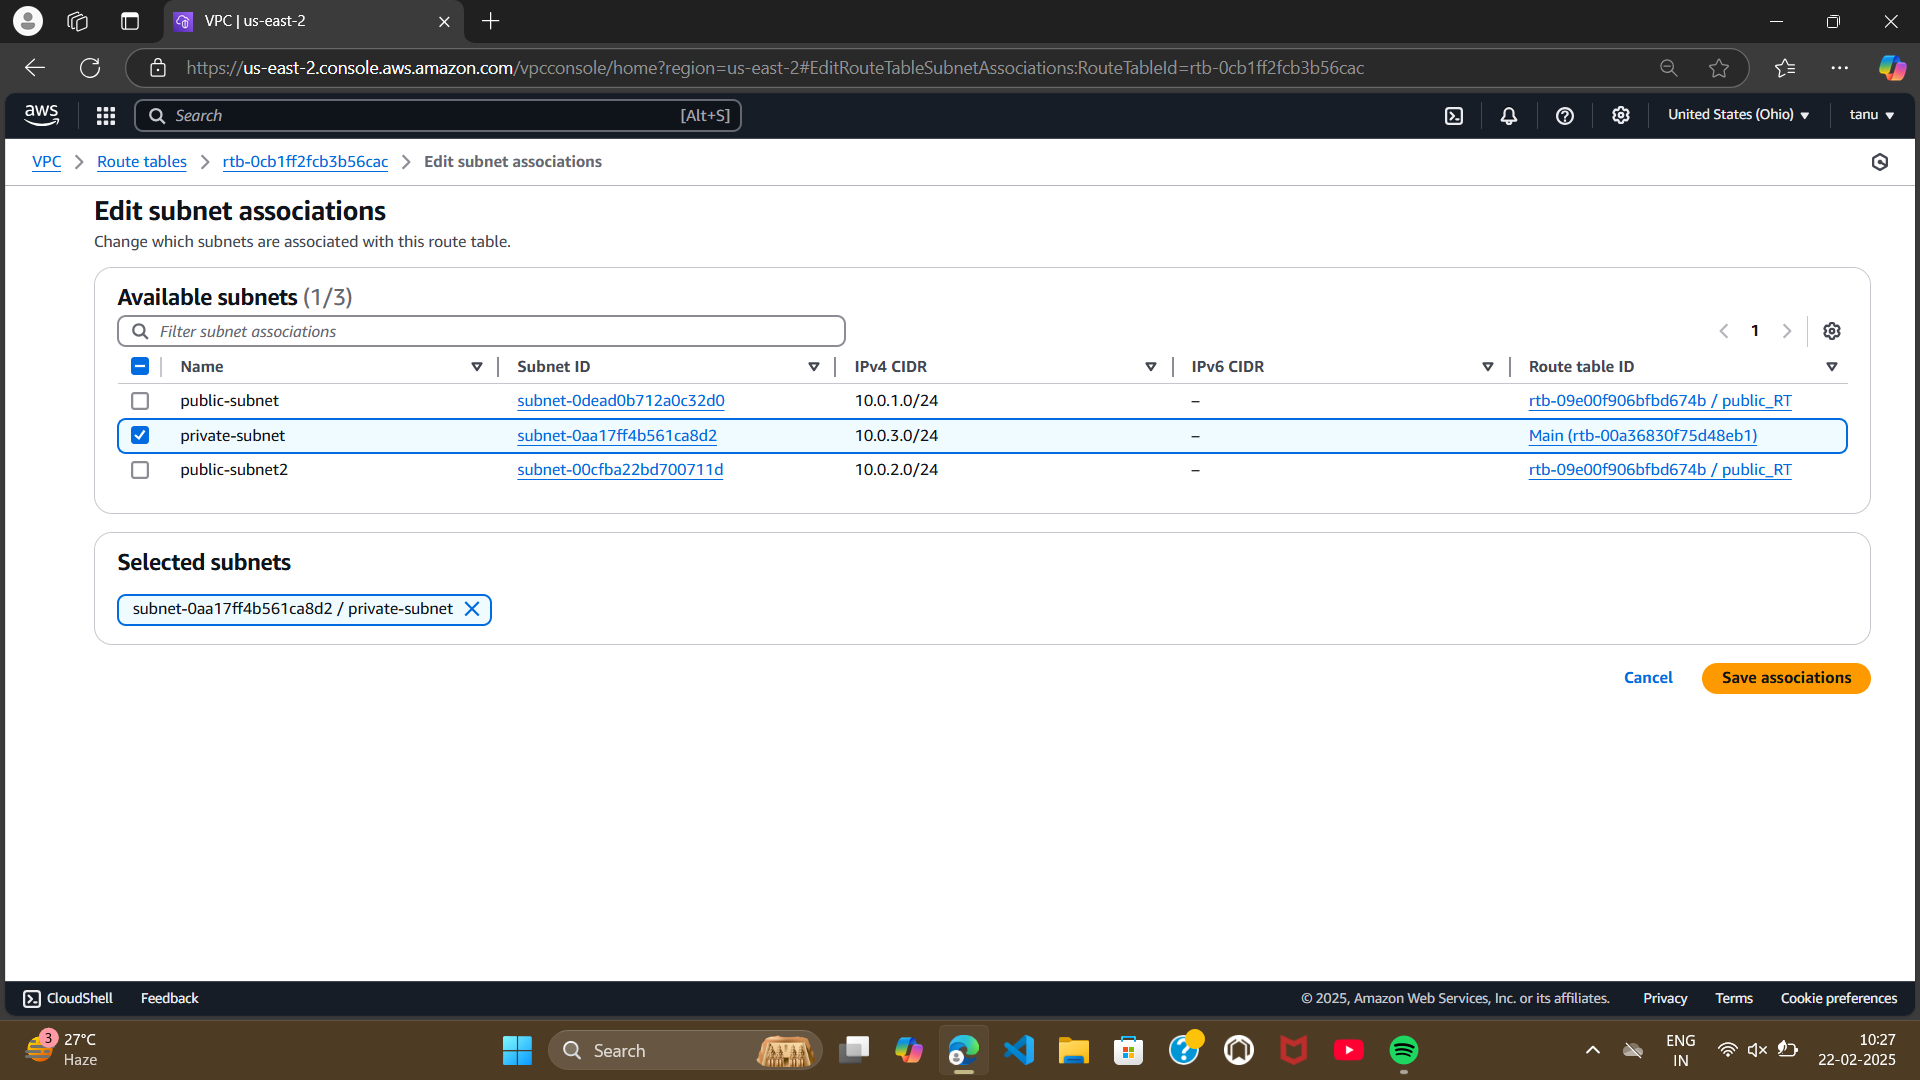 VPC | us-east-2
https://us-east-2.console.aws.amazon.com/vpcconsole/home?region=us-east-2#EditRouteTableSubnetAssociations:RouteTableId=rtb-0cb1ff2fcb3b56cac
aws
Search [Alt+S]
United States (Ohio)
tanu
VPC > Route tables > rtb-0cb1ff2fcb3b56cac > Edit subnet associations
Edit subnet associations
Change which subnets are associated with this route table.
Available subnets (1/3)
Filter subnet associations
1
Name Subnet ID IPv4 CIDR IPv6 CIDR Route table ID
public-subnet subnet-0dead0b712a0c32d0 10.0.1.0/24 – rtb-09e00f906bfbd674b / public_RT
private-subnet subnet-0aa17ff4b561ca8d2 10.0.3.0/24 – Main (rtb-00a36830f75d48eb1)
public-subnet2 subnet-00cfba22bd700711d 10.0.2.0/24 – rtb-09e00f906bfbd674b / public_RT
Selected subnets
subnet-0aa17ff4b561ca8d2 / private-subnet
Cancel
Save associations
CloudShell Feedback
© 2025, Amazon Web Services, Inc. or its affiliates. Privacy Terms Cookie preferences
3
27°C
Haze
Search
ENG
IN
10:27
22-02-2025